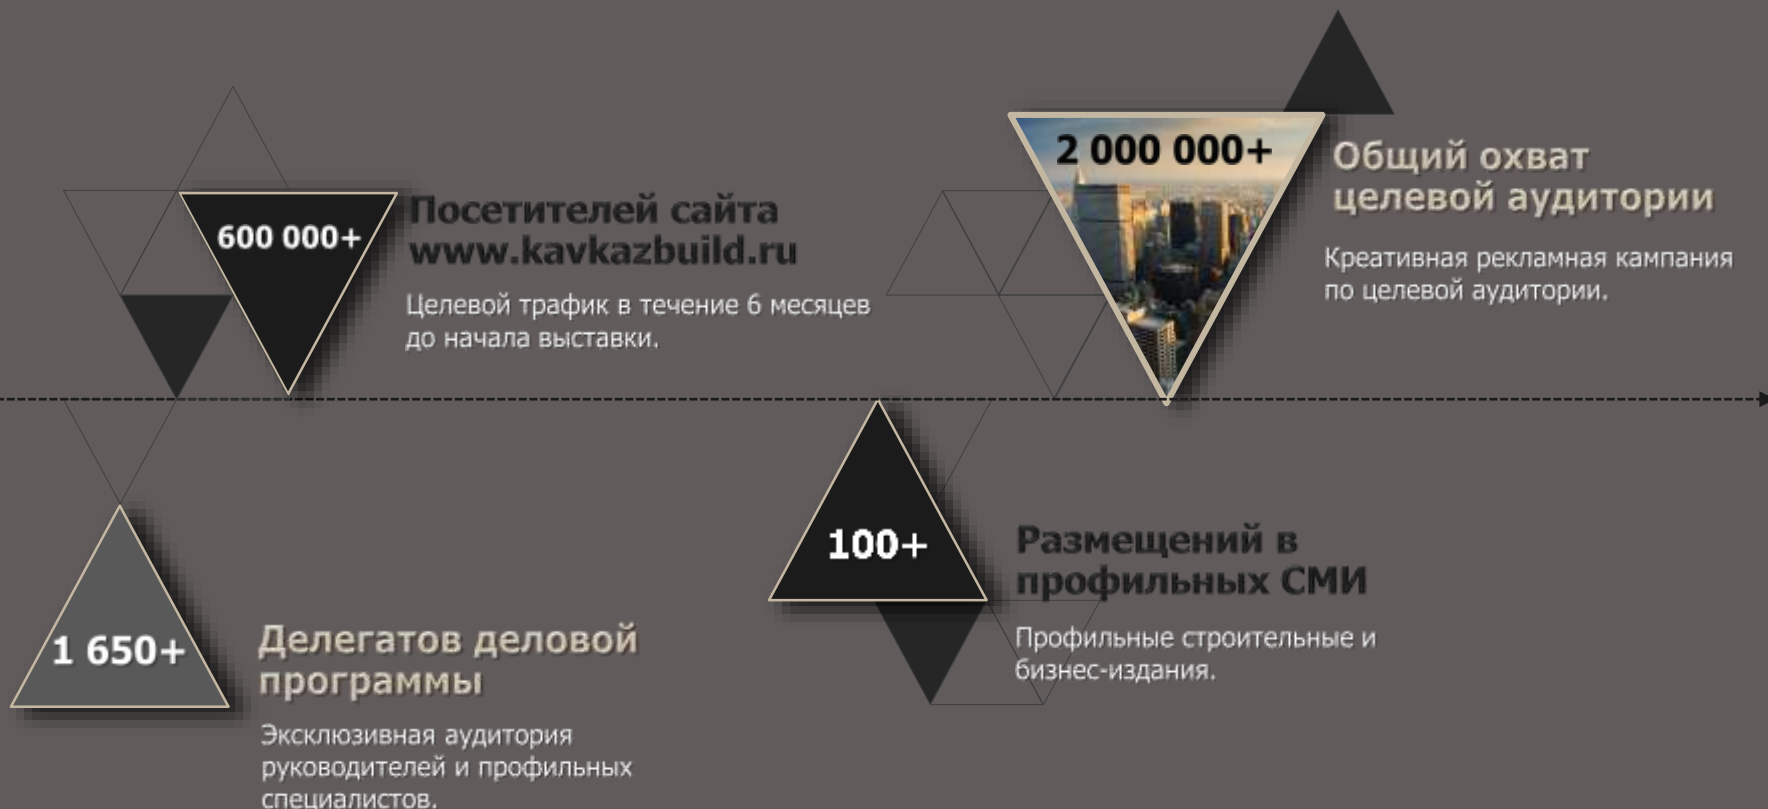 600 000+
Посетителей сайта
www.kavkazbuild.ru
Целевой трафик в течение 6 месяцев
до начала выставки.
2 000 000+
Общий охват
целевой аудитории
Креативная рекламная кампания
по целевой аудитории.
1 650+
Делегатов деловой
программы
Эксклюзивная аудитория
руководителей и профильных
специалистов.
100+
Размещений в
профильных СМИ
Профильные строительные и
бизнес-издания.